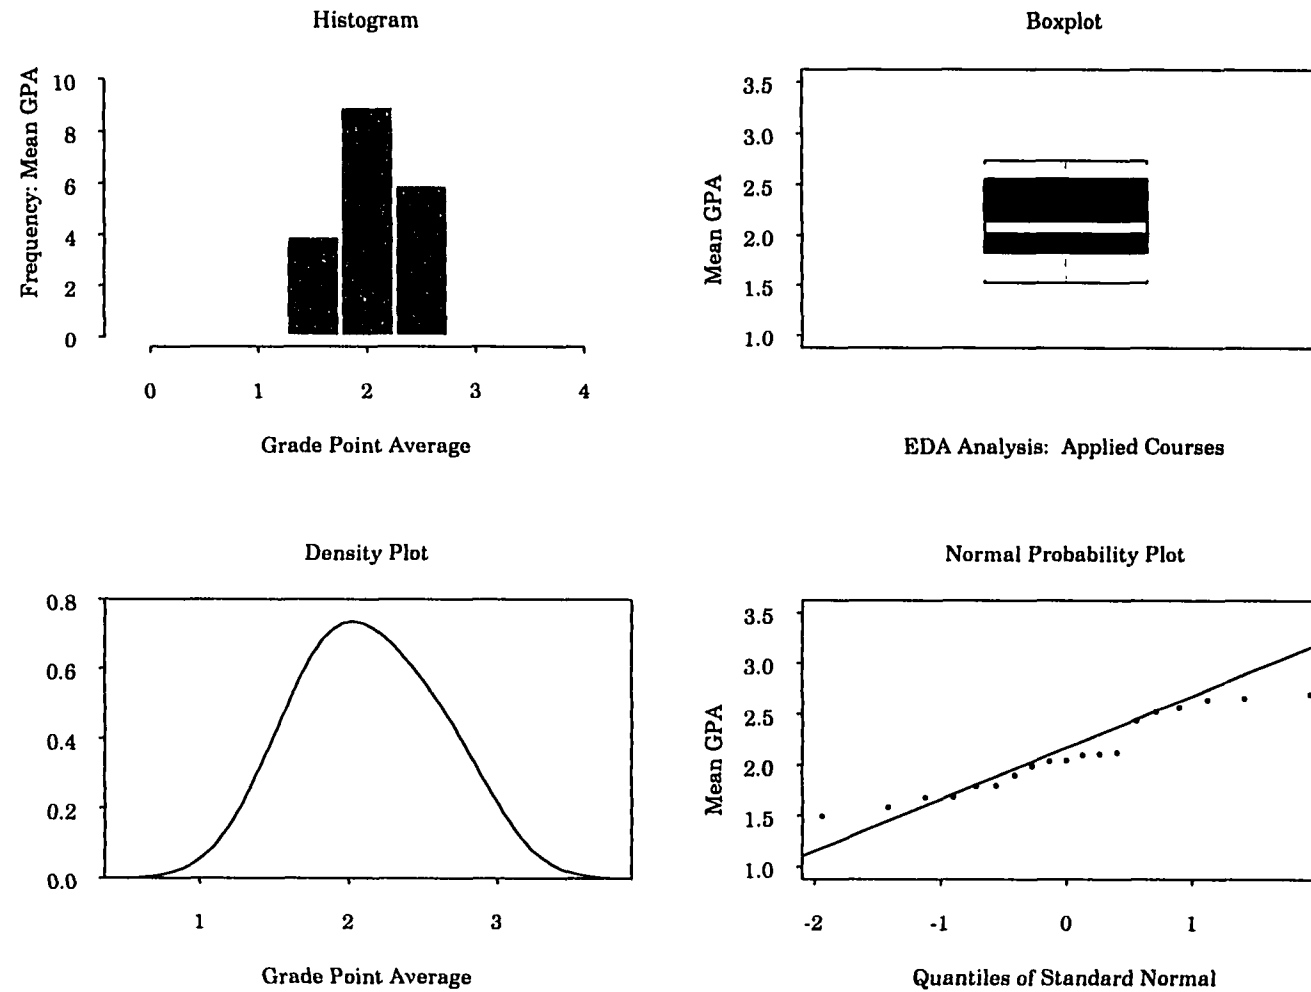 Histogram
Frequency: Mean GPA
10
8
6
4
2
0
0 1 2 3 4
Grade Point Average
Boxplot
Mean GPA
3.5
3.0
2.5
2.0
1.5
1.0
EDA Analysis: Applied Courses
Density Plot
0.8
0.6
0.4
0.2
0.0
1 2 3
Grade Point Average
Normal Probability Plot
Mean GPA
3.5
3.0
2.5
2.0
1.5
1.0
-2 -1 0 1
Quantiles of Standard Normal